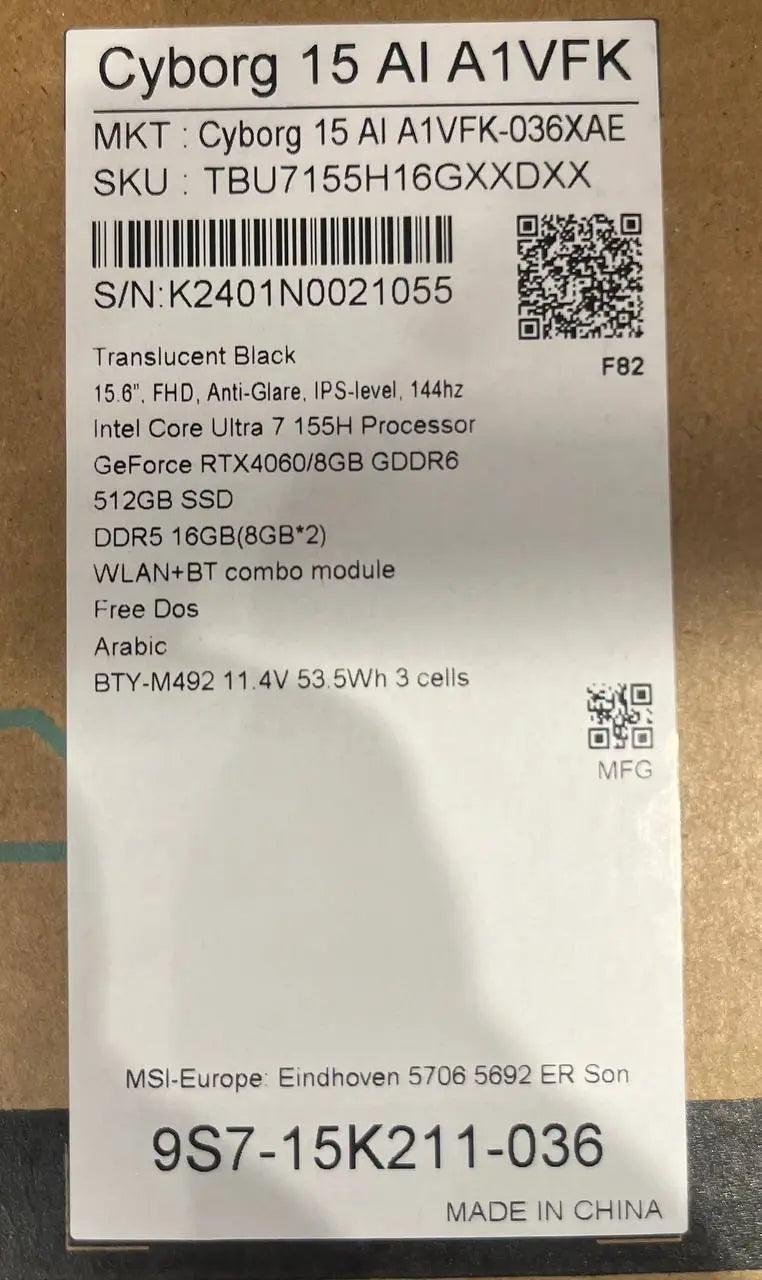 Cyborg 15 AI A1VFK
MKT : Cyborg 15 AI A1VFK-036XAE
SKU : TBU7155H16GXXDXX
S/N:K2401N0021055
F82
Translucent Black
15.6", FHD, Anti-Glare, IPS-level, 144hz
Intel Core Ultra 7 155H Processor
GeForce RTX4060/8GB GDDR6
512GB SSD
DDR5 16GB(8GB*2)
WLAN+BT combo module
Free Dos
Arabic
BTY-M492 11.4V 53.5Wh 3 cells
MFG
MSI-Europe: Eindhoven 5706 5692 ER Son
9S7-15K211-036
MADE IN CHINA